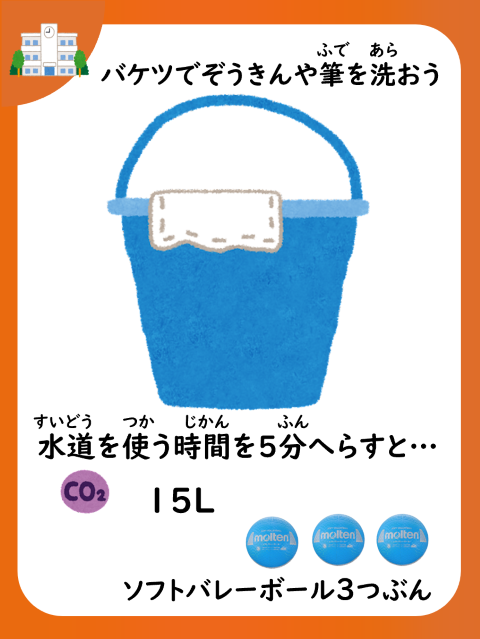 ふで あら
バケツでぞうきんや筆を洗おう
すいどう つか じかん ふん
水道を使う時間を5分へらすと…
CO₂ 15L
molten molten molten
ソフトバレーボール3つぶん